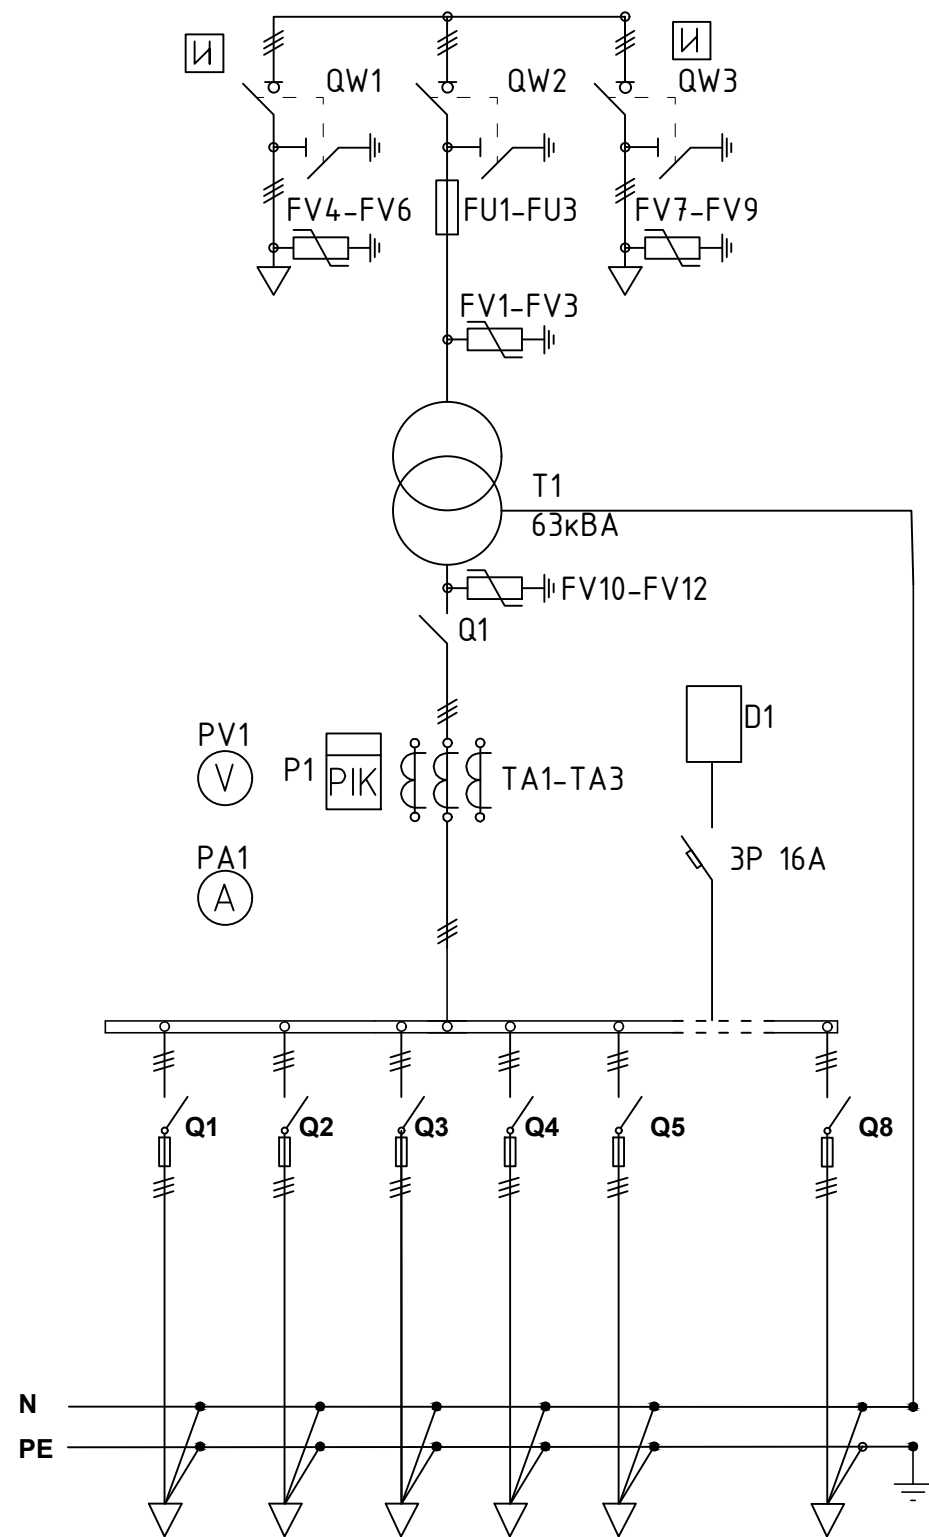 И
И
QW1
QW2
QW3
FV4-FV6
FU1-FU3
FV7-FV9
FV1-FV3
T1
63кВА
FV10-FV12
Q1
PV1
V
P1
PIK
TA1-TA3
D1
PA1
A
3P 16A
Q1
Q2
Q3
Q4
Q5
Q8
N
PE